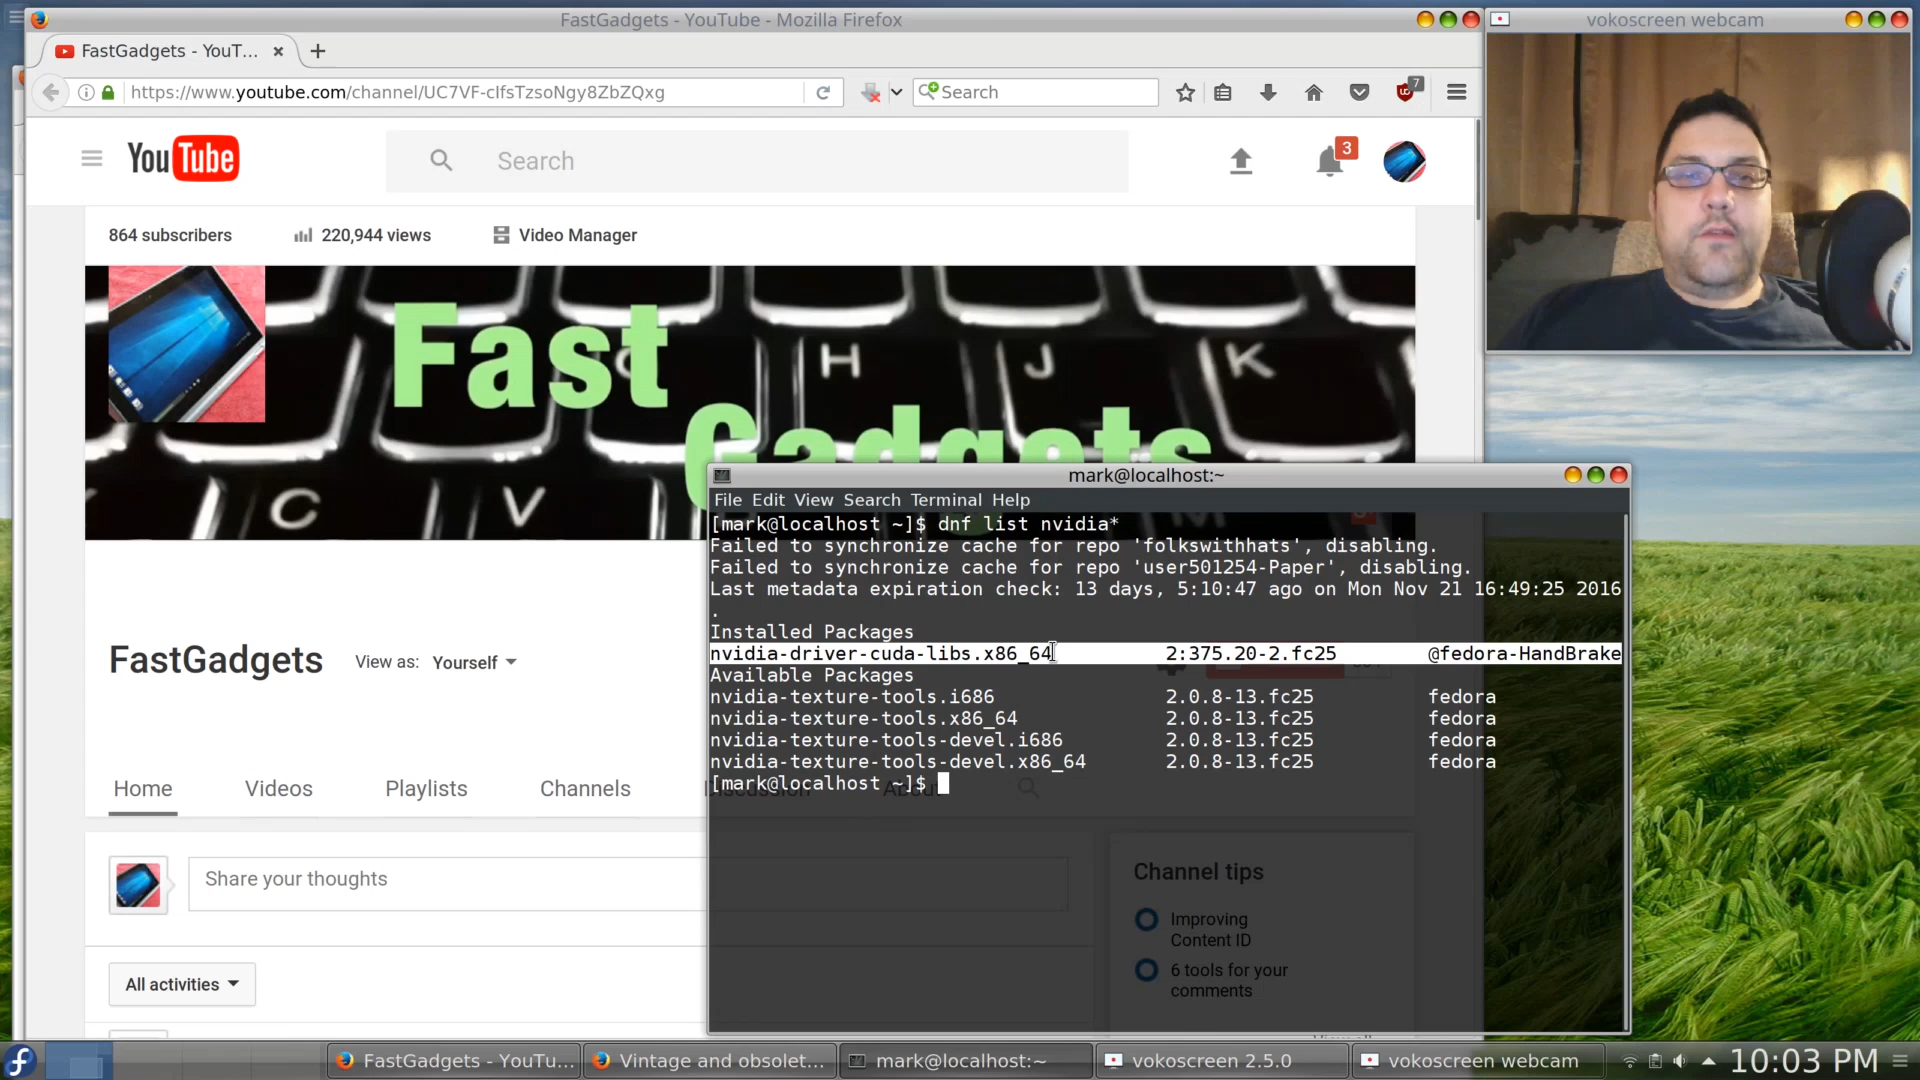 FastGadgets - YouTube - Mozilla Firefox
vokoscreen webcam
FastGadgets - YouT...
https://www.youtube.com/channel/UC7VF-cIfsTzsoNgy8ZbZQxg
Search
7
YouTube
Search
3
864 subscribers
220,944 views
Video Manager
Fast
Gadgets
H
J
K
C
V
M
mark@localhost:~
File Edit View Search Terminal Help
[mark@localhost ~]$ dnf list nvidia*
Failed to synchronize cache for repo 'folkswithhats', disabling.
Failed to synchronize cache for repo 'user501254-Paper', disabling.
Last metadata expiration check: 13 days, 5:10:47 ago on Mon Nov 21 16:49:25 2016
.
Installed Packages
nvidia-driver-cuda-libs.x86_64 2:375.20-2.fc25 @fedora-HandBrake
Available Packages
nvidia-texture-tools.i686 2.0.8-13.fc25 fedora
nvidia-texture-tools.x86_64 2.0.8-13.fc25 fedora
nvidia-texture-tools-devel.i686 2.0.8-13.fc25 fedora
nvidia-texture-tools-devel.x86_64 2.0.8-13.fc25 fedora
[mark@localhost ~]$
FastGadgets
View as: Yourself
Home
Videos
Playlists
Channels
Discussion
About
Share your thoughts
All activities
Channel tips
Improving
Content ID
6 tools for your
comments
FastGadgets - YouTu...
Vintage and obsolet...
mark@localhost:~
vokoscreen 2.5.0
vokoscreen webcam
10:03 PM